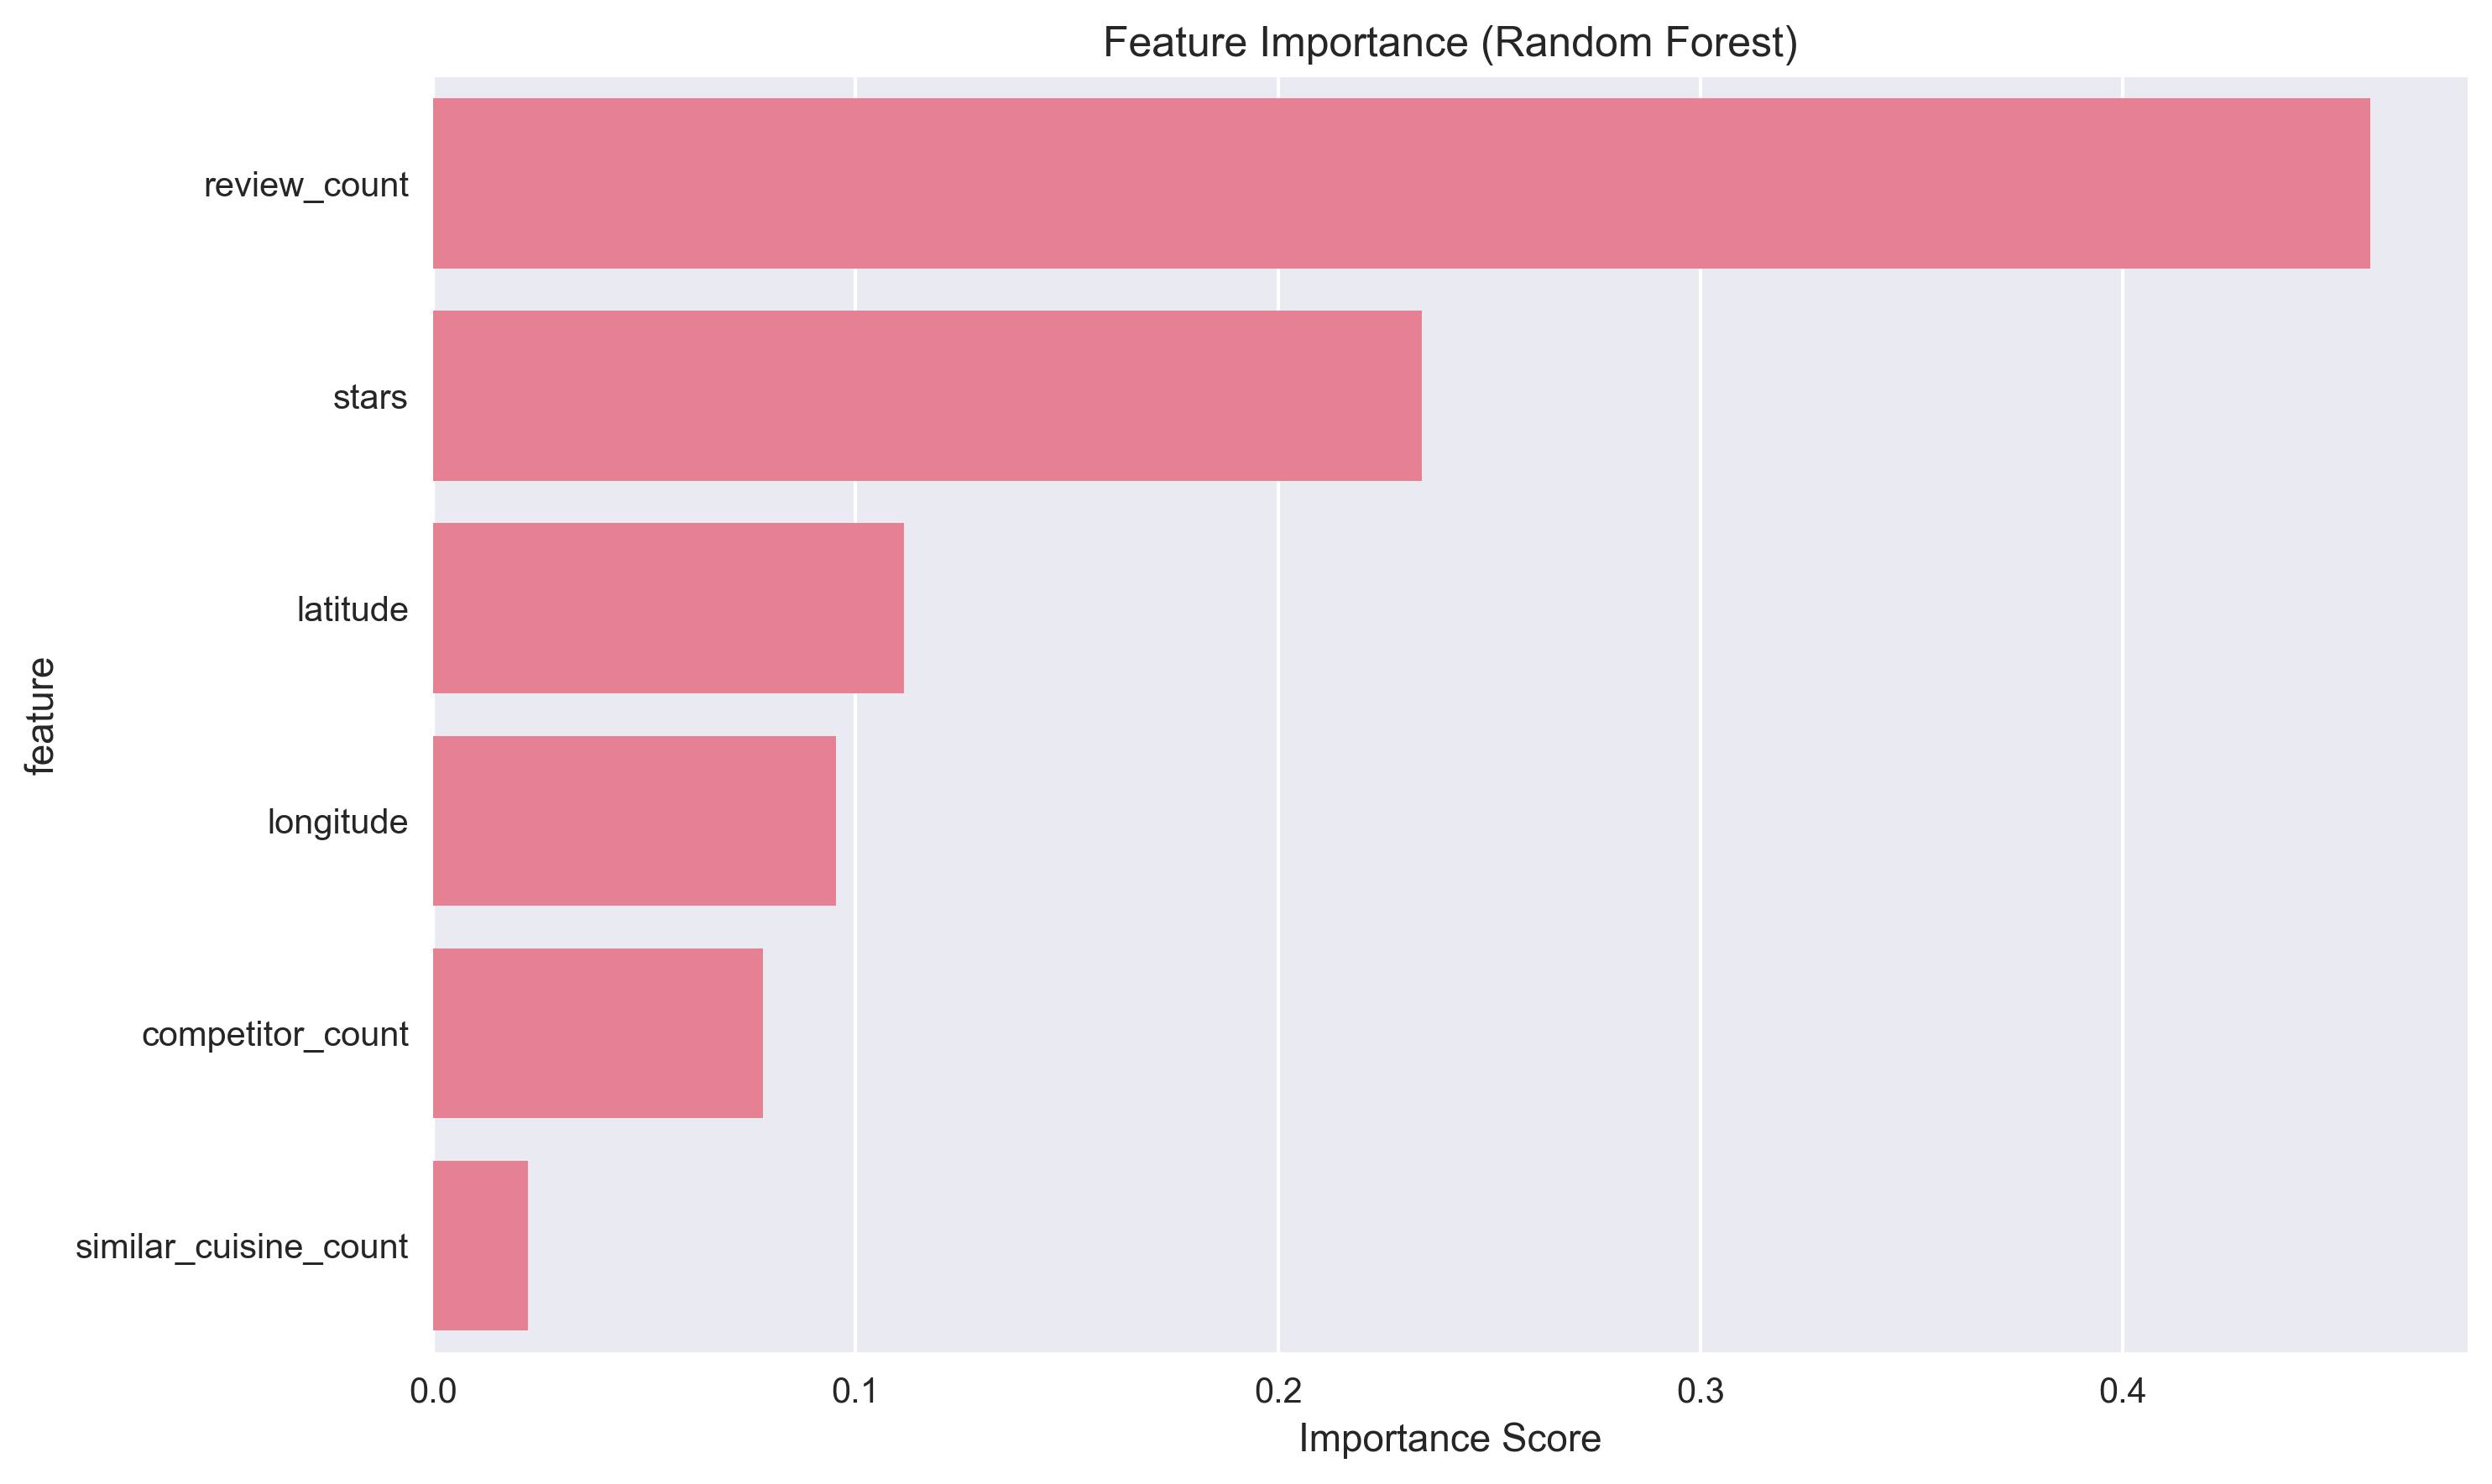 Feature Importance (Random Forest)
feature
review_count
stars
latitude
longitude
competitor_count
similar_cuisine_count
0.0 0.1 0.2 0.3 0.4
Importance Score